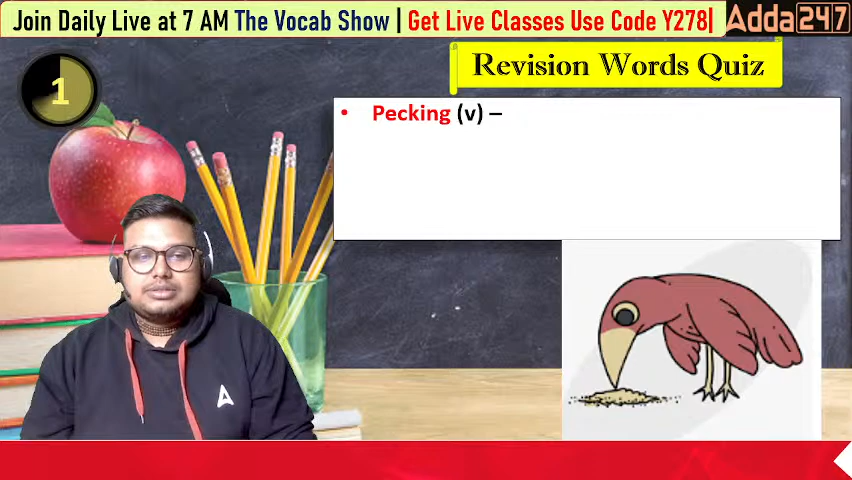 Join Daily Live at 7 AM The Vocab Show | Get Live Classes Use Code Y278|
Adda247
Revision Words Quiz
1
• Pecking (v) –
A